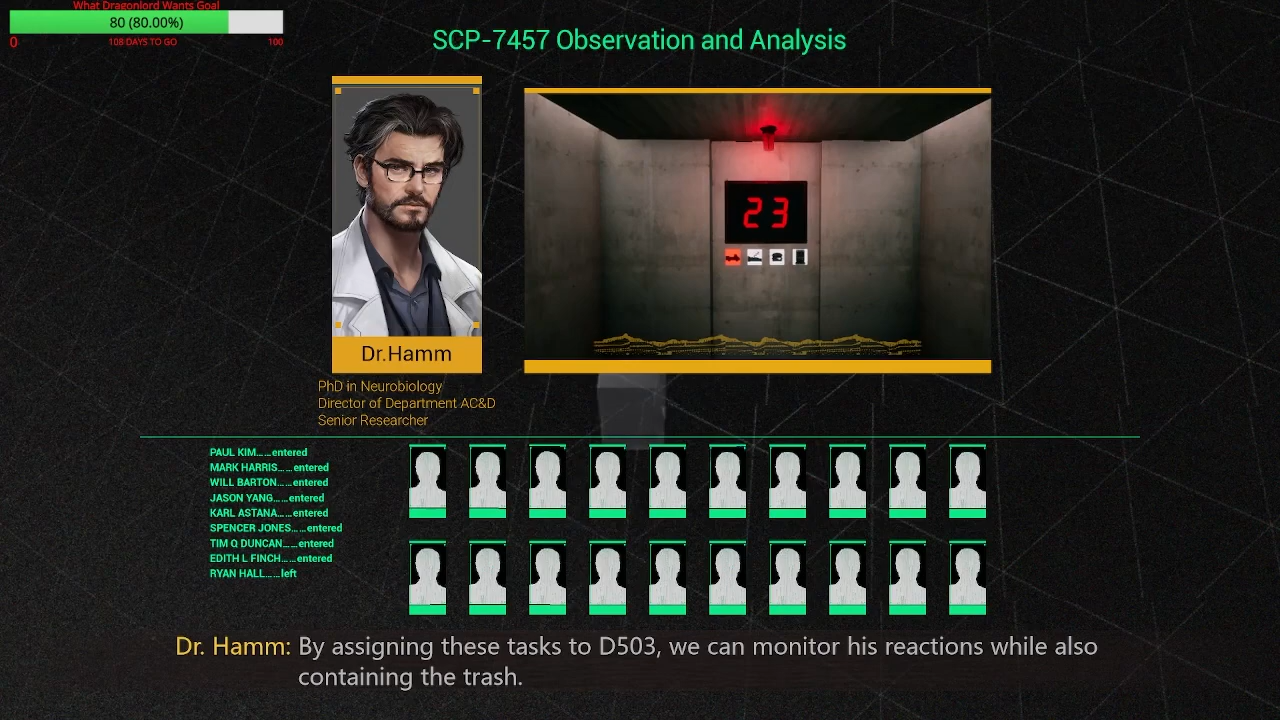 What Dragonlord Wants Goal
80 (80.00%)
0
108 DAYS TO GO
100
SCP-7457 Observation and Analysis
23
Dr.Hamm
PhD in Neurobiology
Director of Department AC&D
Senior Researcher
PAUL KIM......entered
MARK HARRIS......entered
WILL BARTON......entered
JASON YANG......entered
KARL ASTANA......entered
SPENCER JONES......entered
TIM O DUNCAN......entered
EDITH L FINCH......entered
RYAN HALL......left
Dr. Hamm: By assigning these tasks to D503, we can monitor his reactions while also
containing the trash.